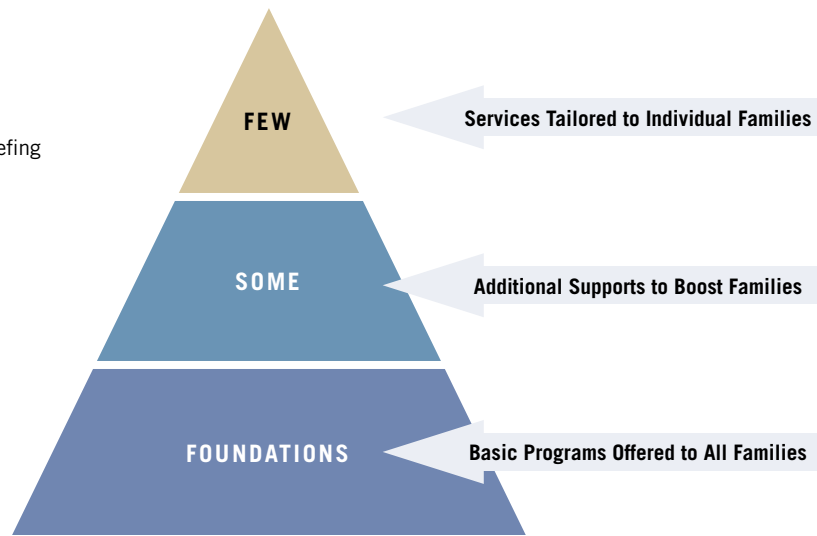 FEW
Services Tailored to Individual Families
efing
SOME
Additional Supports to Boost Families
FOUNDATIONS
Basic Programs Offered to All Families